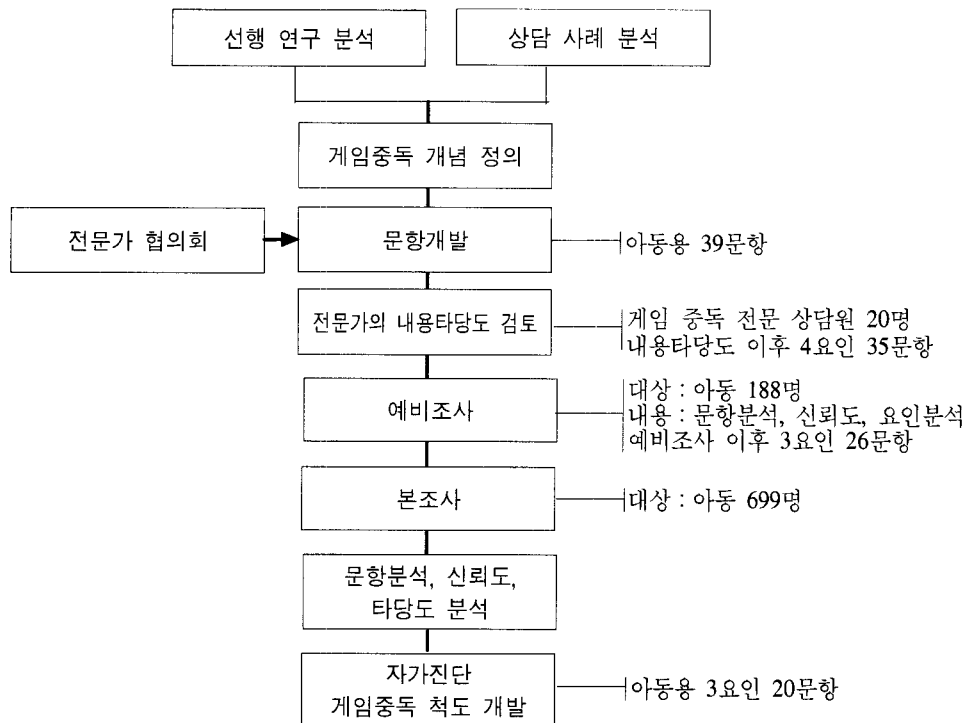 선행 연구 분석
상담 사례 분석
게임중독 개념 정의
전문가 협의회
문항개발
아동용 39문항
전문가의 내용타당도 검토
게임 중독 전문 상담원 20명
내용타당도 이후 4요인 35문항
예비조사
대상 : 아동 188명
내용 : 문항분석, 신뢰도, 요인분석
예비조사 이후 3요인 26문항
본조사
대상 : 아동 699명
문항분석, 신뢰도,
타당도 분석
자가진단
게임중독 척도 개발
아동용 3요인 20문항